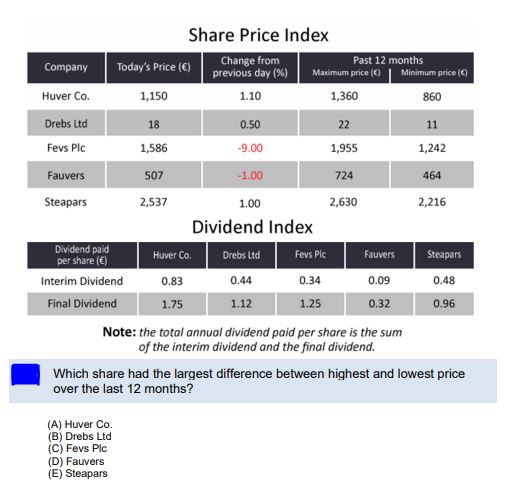 Share Price Index
Company Today's Price (€) Change from previous day (%) Past 12 months
Maximum price (€) Minimum price (€)
Huver Co. 1,150 1.10 1,360 860
Drebs Ltd 18 0.50 22 11
Fevs Plc 1,586 -9.00 1,955 1,242
Fauvers 507 -1.00 724 464
Steapars 2,537 1.00 2,630 2,216
Dividend Index
Dividend paid per share (€) Huver Co. Drebs Ltd Fevs Plc Fauvers Steapars
Interim Dividend 0.83 0.44 0.34 0.09 0.48
Final Dividend 1.75 1.12 1.25 0.32 0.96
Note: the total annual dividend paid per share is the sum
of the interim dividend and the final dividend.
Which share had the largest difference between highest and lowest price
over the last 12 months?
(A) Huver Co.
(B) Drebs Ltd
(C) Fevs Plc
(D) Fauvers
(E) Steapars